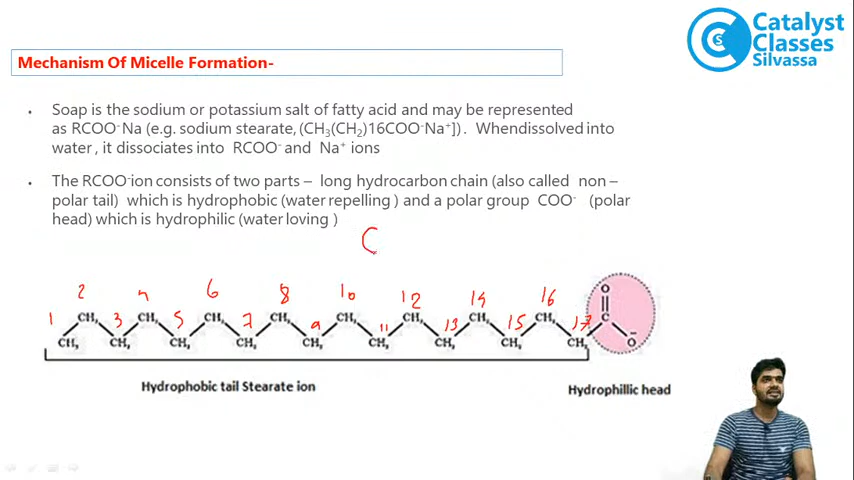 Catalyst
Classes
Silvassa
Mechanism Of Micelle Formation-
• Soap is the sodium or potassium salt of fatty acid and may be represented
as RCOO⁻Na (e.g. sodium stearate, (CH₃(CH₂)16COO⁻Na⁺]). Whendissolved into
water , it dissociates into RCOO⁻ and Na⁺ ions
• The RCOO⁻ion consists of two parts – long hydrocarbon chain (also called non –
polar tail) which is hydrophobic (water repelling ) and a polar group COO⁻ (polar
head) which is hydrophilic (water loving )
C
2 4 6 8 10 12 14 16 O
1 CH₂ 3 CH₂ 5 CH₂ 7 CH₂ 9 CH₂ 11 CH₂ 13 CH₂ 15 CH₂ 17 C
CH₃ CH₂ CH₂ CH₂ CH₂ CH₂ CH₂ CH₂ CH₂ O⁻
Hydrophobic tail Stearate ion
Hydrophillic head